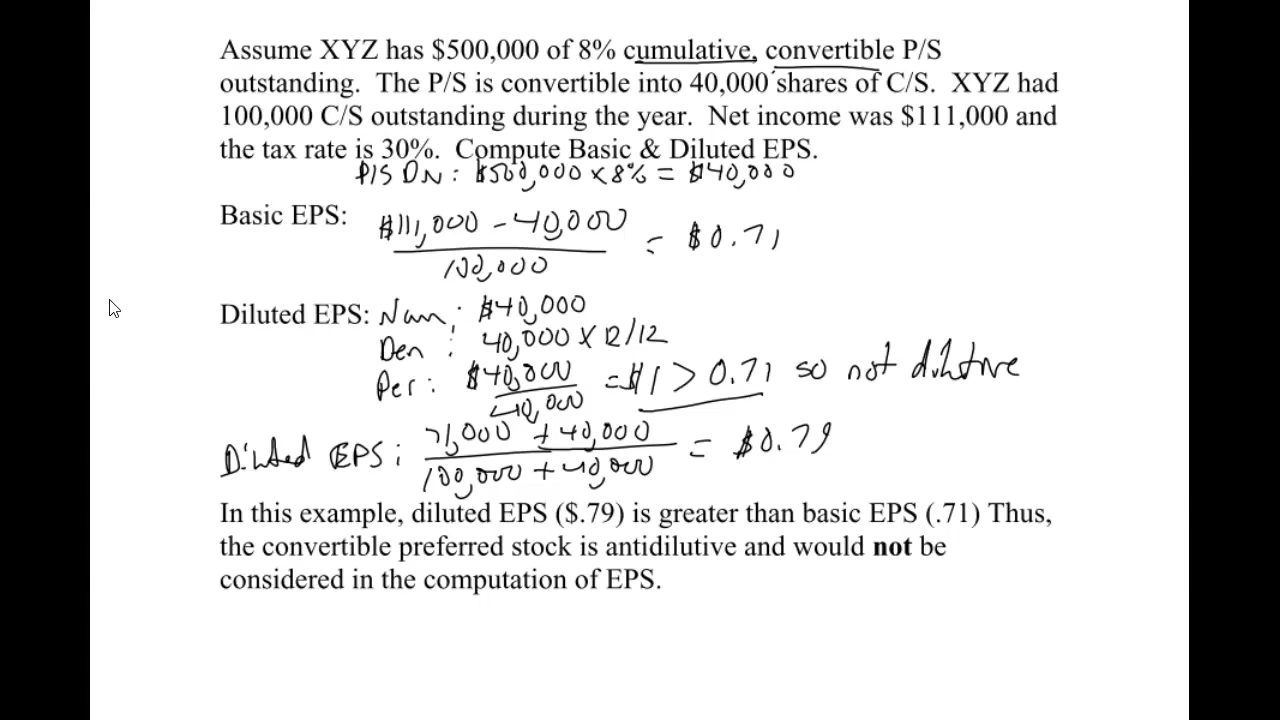 Assume XYZ has $500,000 of 8% cumulative, convertible P/S
outstanding. The P/S is convertible into 40,000 shares of C/S. XYZ had
100,000 C/S outstanding during the year. Net income was $111,000 and
the tax rate is 30%. Compute Basic & Diluted EPS.
P/S DIV: $500,000 x 8% = $40,000
Basic EPS:
$111,000 - 40,000
= $0.71
100,000
Diluted EPS: Num: $40,000
Den: 40,000 X 12/12
Per: $40,000 = $1 > 0.71 so not dilutive
40,000
Diluted EPS: 71,000 + 40,000 = $0.79
100,000 + 40,000
In this example, diluted EPS ($.79) is greater than basic EPS (.71) Thus,
the convertible preferred stock is antidilutive and would not be
considered in the computation of EPS.